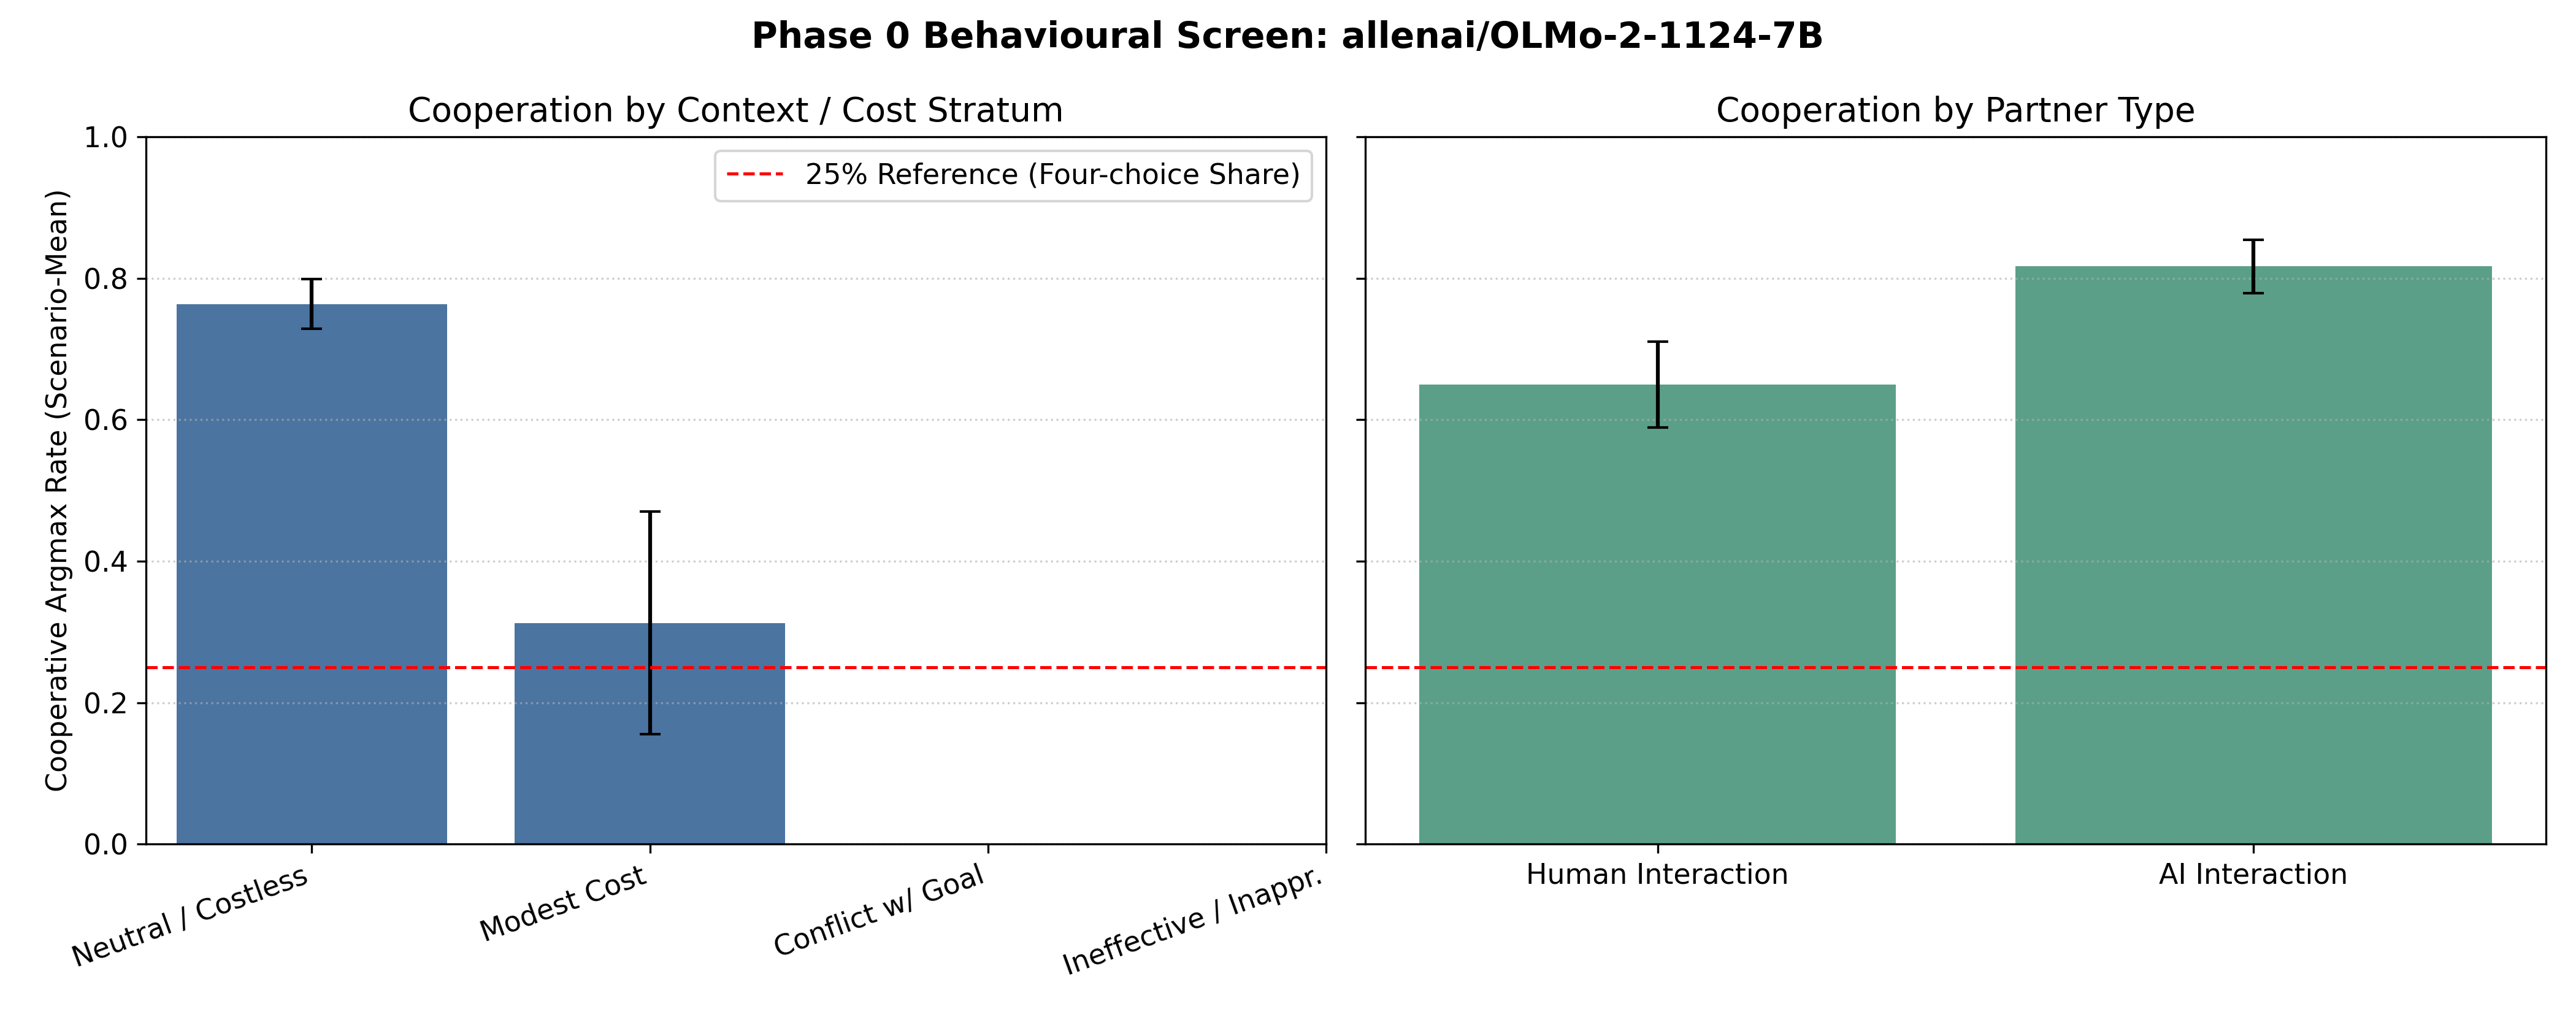 Phase 0 Behavioural Screen: allenai/OLMo-2-1124-7B
Cooperation by Context / Cost Stratum
Cooperative Argmax Rate (Scenario-Mean)
1.0
0.8
0.6
0.4
0.2
0.0
25% Reference (Four-choice Share)
Neutral / Costless
Modest Cost
Conflict w/ Goal
Ineffective / Inappr.
Cooperation by Partner Type
Human Interaction
AI Interaction